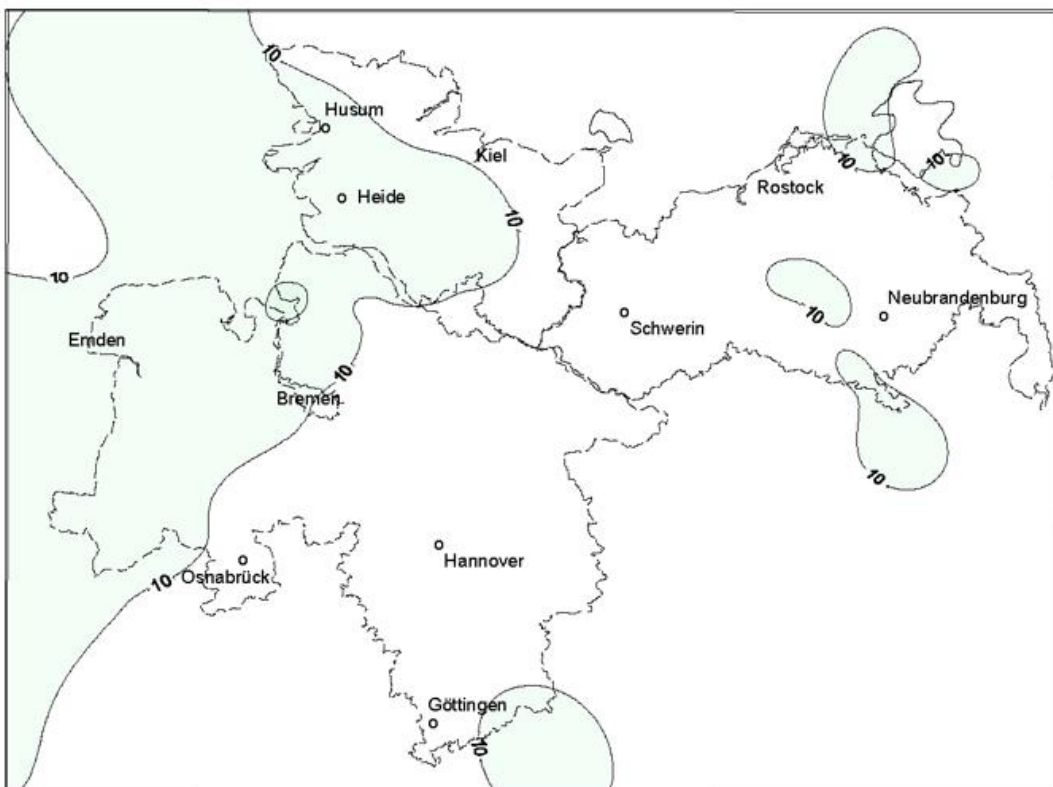 10
Husum
Kiel
10
10
Rostock
Heide
10
10
Neubrandenburg
10
Schwerin
Emden
10
Bremen
10
Hannover
Osnabrück
10
Göttingen
10